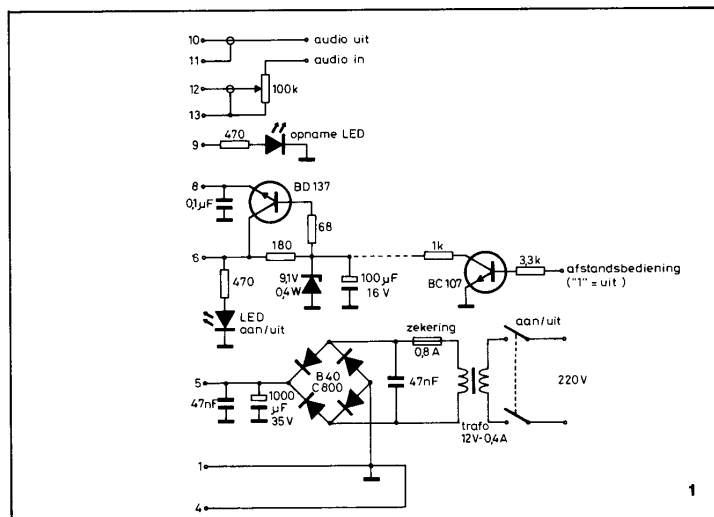 10
audio uit
11
audio in
12
100k
13
470
opname LED
9
8
BD 137
0,1µF
68
180
6
1k
3,3k
470
9,1V
0,4W
100µF
16 V
BC 107
afstandsbediening
("1" = uit )
LED
aan/uit
zekering
0,8 A
aan/uit
B40
C800
5
47nF
1000
µF
35V
47nF
220V
trafo
12V-0,4A
1
4
1